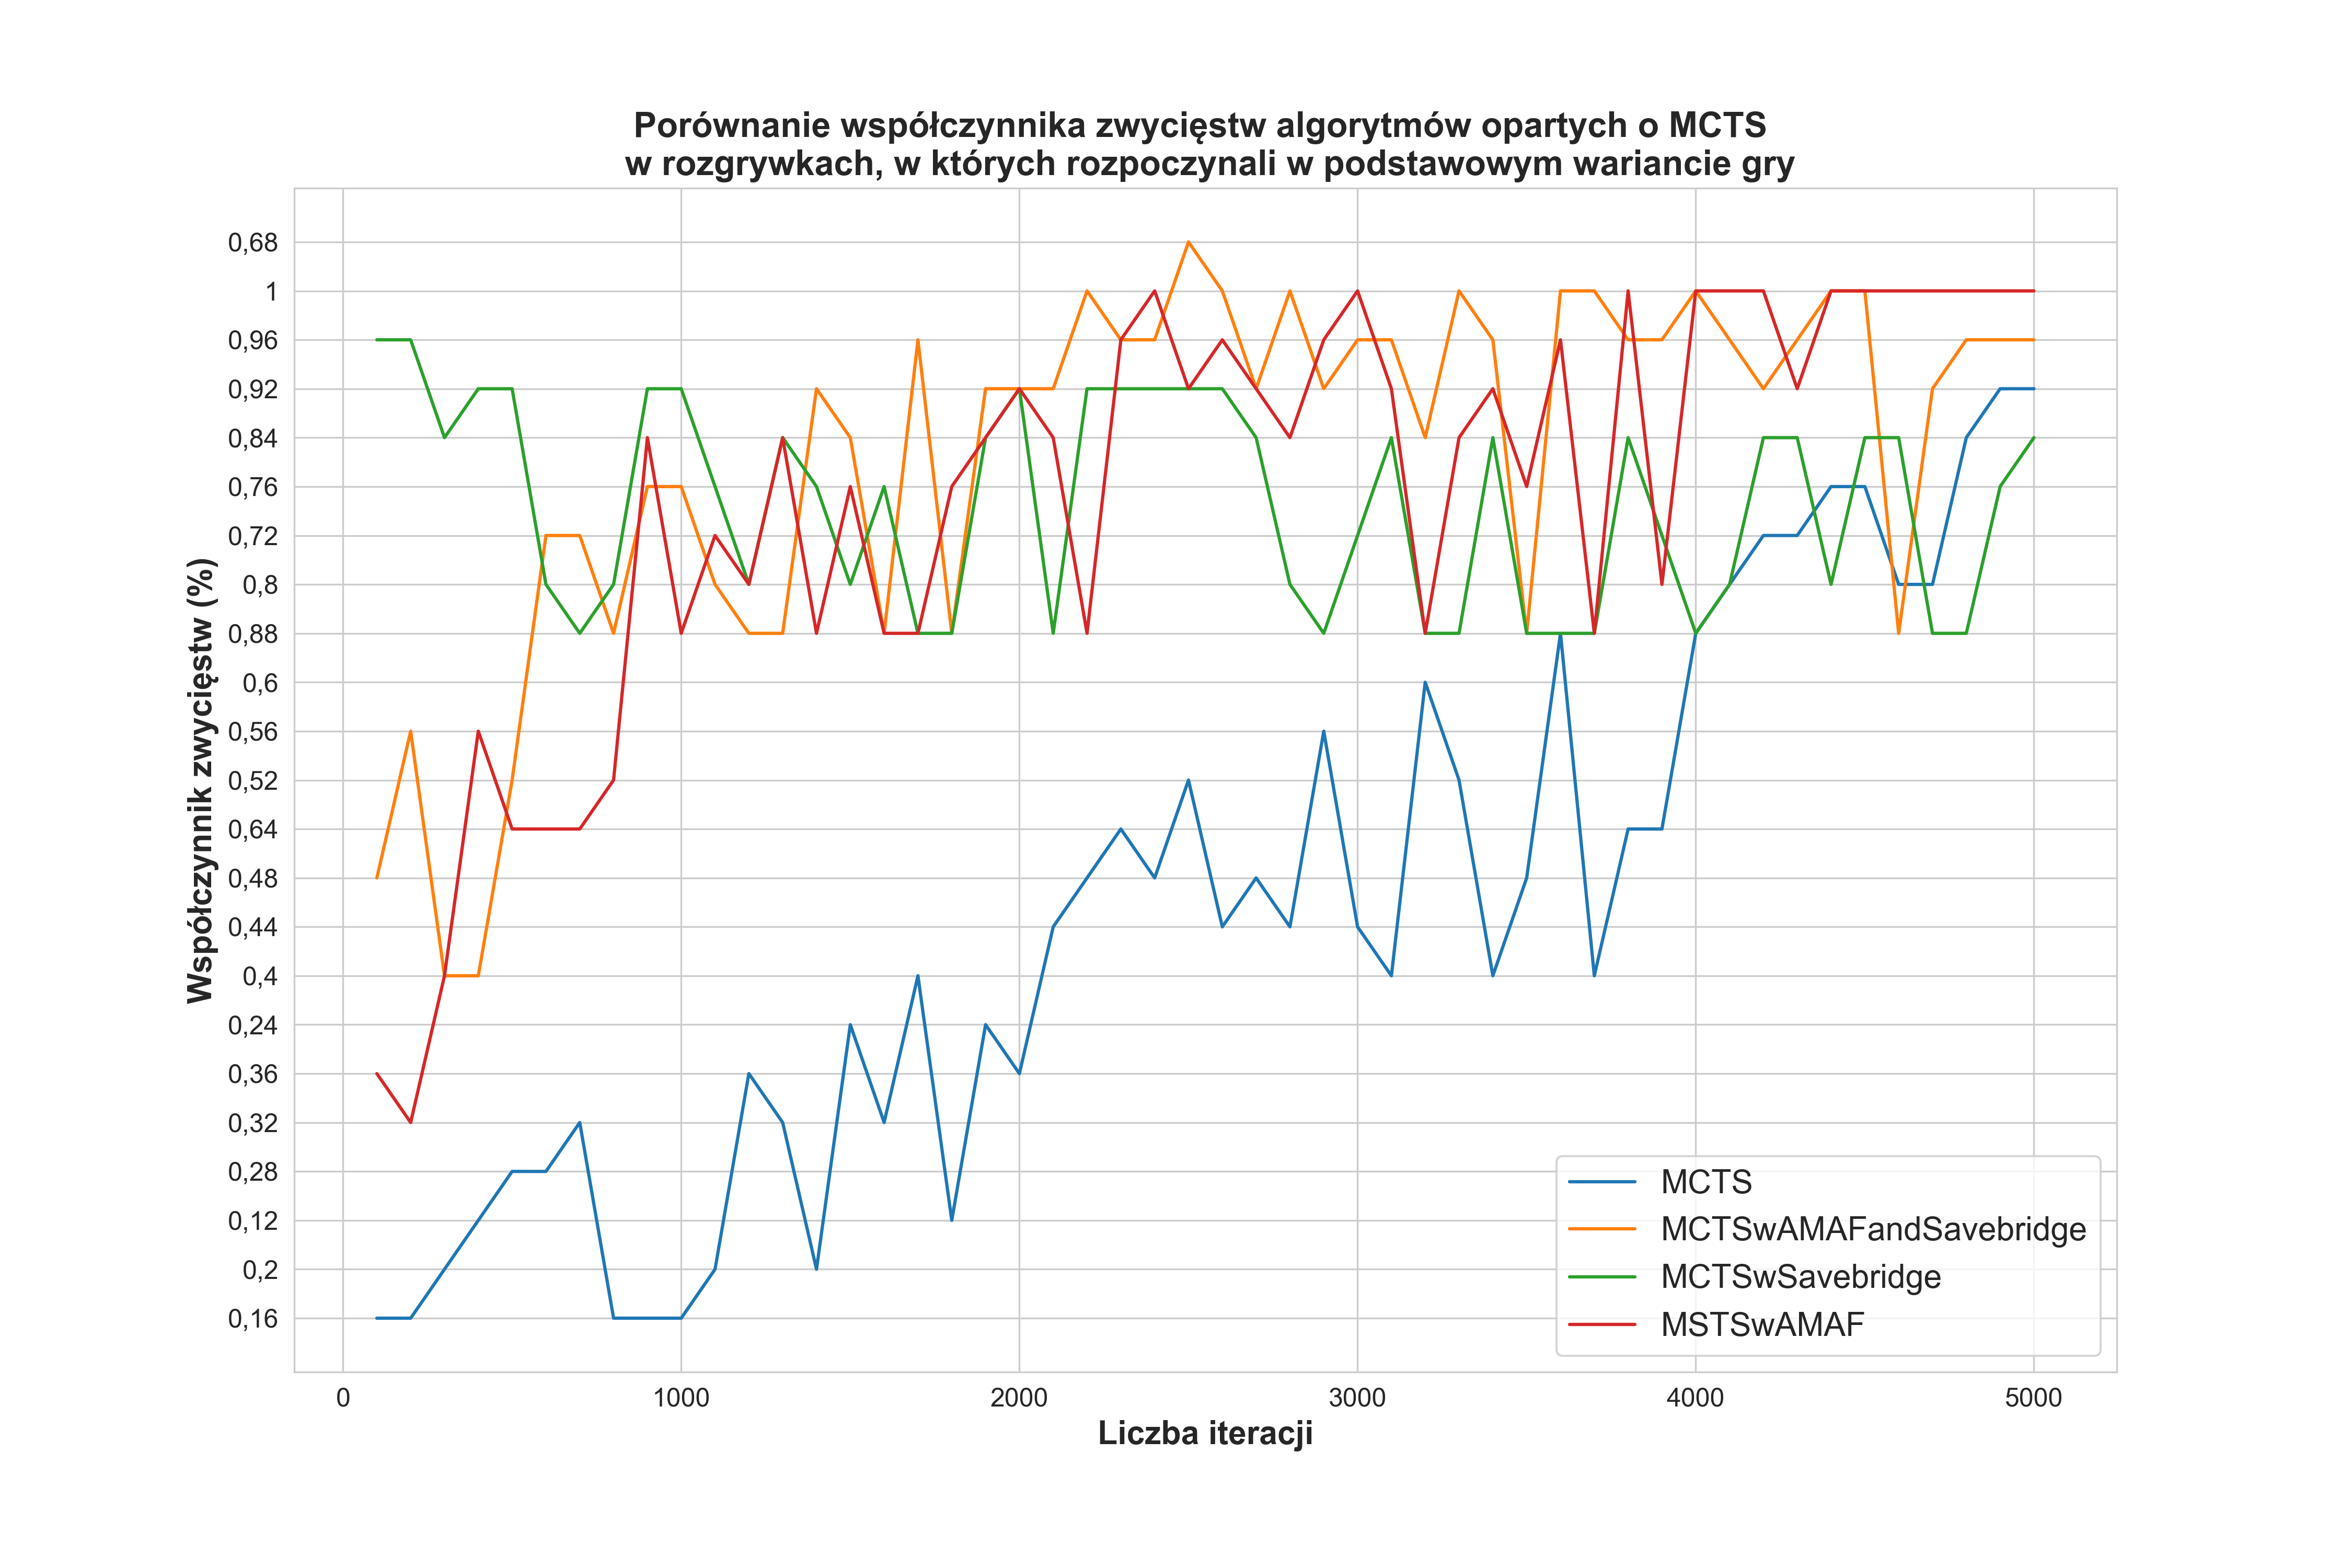 Porównanie współczynnika zwycięstw algorytmów opartych o MCTS
w rozgrywkach, w których rozpoczynali w podstawowym wariancie gry
Współczynnik zwycięstw (%)
0,68
1
0,96
0,92
0,84
0,76
0,72
0,8
0,88
0,6
0,56
0,52
0,64
0,48
0,44
0,4
0,24
0,36
0,32
0,28
0,12
0,2
0,16
MCTS
MCTSwAMAFandSavebridge
MCTSwSavebridge
MSTSwAMAF
0 1000 2000 3000 4000 5000
Liczba iteracji